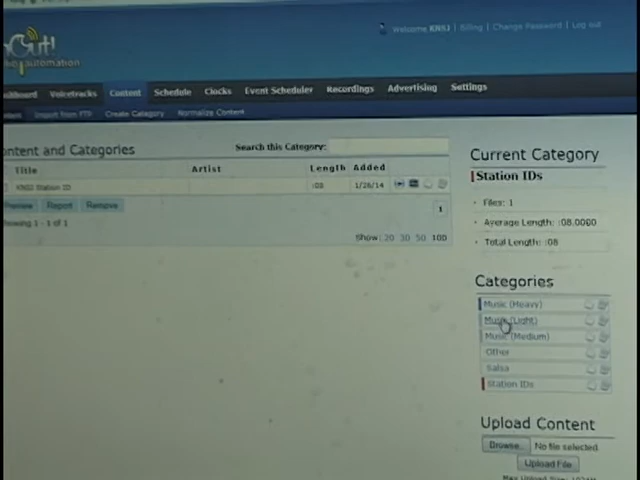 Welcome KNSJ | Billing | Change Password | Log out
Out!
automation
Voicetracks Content Schedule Clocks Event Scheduler Recordings Advertising Settings
Import from FTP Create Category Normalize Content
ontent and Categories Search this Category:
Title Artist Length Added
KNSJ Station ID :08 1/28/14
Preview Report Remove
1
owing 1 - 1 of 1
Show: 20 30 50 100
Current Category
Station IDs
Files: 1
Average Length: :08.0000
Total Length: :08
Categories
Music (Heavy)
Music (Light)
Music (Medium)
Other
Salsa
Station IDs
Upload Content
Browse... No file selected.
Upload File